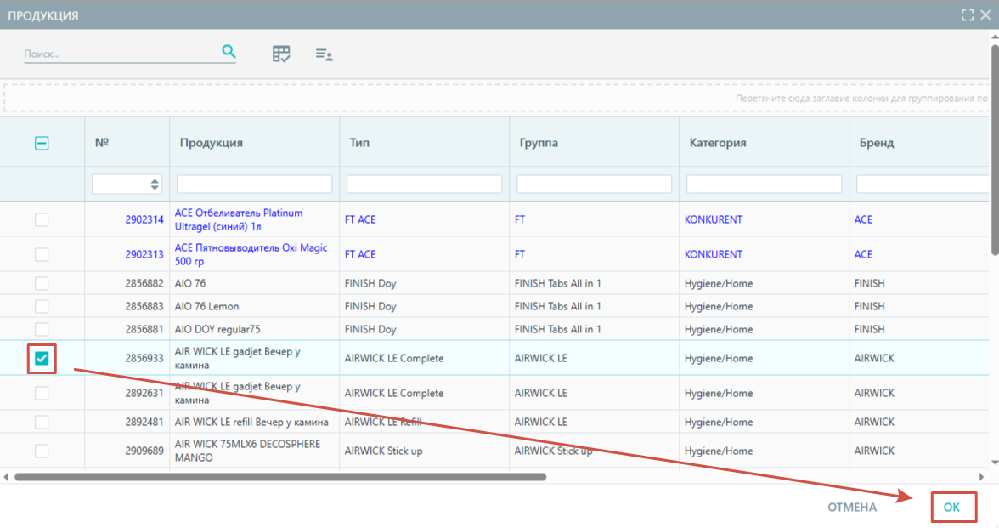 ПРОДУКЦИЯ
Поиск...
Перетяните сюда заглавие колонки для группирования по
№ Продукция Тип Группа Категория Бренд
2902314 ACE Отбеливатель Platinum Ultragel (синий) 1л FT ACE FT KONKURENT ACE
2902313 ACE Пятновыводитель Oxi Magic 500 гр FT ACE FT KONKURENT ACE
2856882 AIO 76 FINISH Doy FINISH Tabs All in 1 Hygiene/Home FINISH
2856883 AIO 76 Lemon FINISH Doy FINISH Tabs All in 1 Hygiene/Home FINISH
2856881 AIO DOY regular75 FINISH Doy FINISH Tabs All in 1 Hygiene/Home FINISH
2856933 AIR WICK LE gadjet Вечер у камина AIRWICK LE Complete AIRWICK LE Hygiene/Home AIRWICK
2892631 AIR WICK LE gadjet Вечер у камина AIRWICK LE Complete AIRWICK LE Hygiene/Home AIRWICK
2892481 AIR WICK LE refill Вечер у камина AIRWICK LE Refill AIRWICK LE Hygiene/Home AIRWICK
2909689 AIR WICK 75MLX6 DECOSPHERE MANGO AIRWICK Stick up AIRWICK Stick up Hygiene/Home AIRWICK
ОТМЕНА ОК